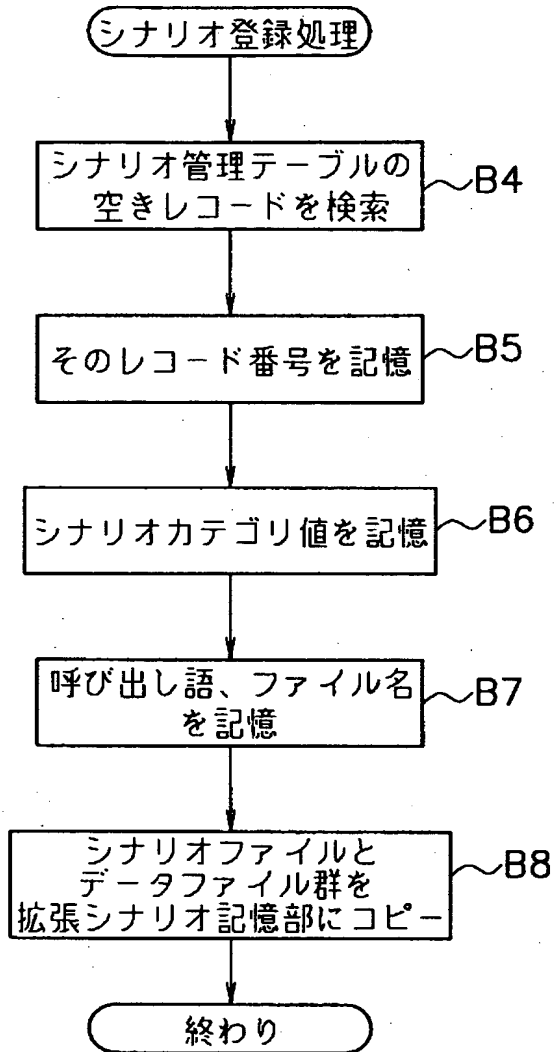 シナリオ登録処理
シナリオ管理テーブルの
空きレコードを検索
B4
そのレコード番号を記憶
B5
シナリオカテゴリ値を記憶
B6
呼び出し語、ファイル名
を記憶
B7
シナリオファイルと
データファイル群を
拡張シナリオ記憶部にコピー
B8
終わり